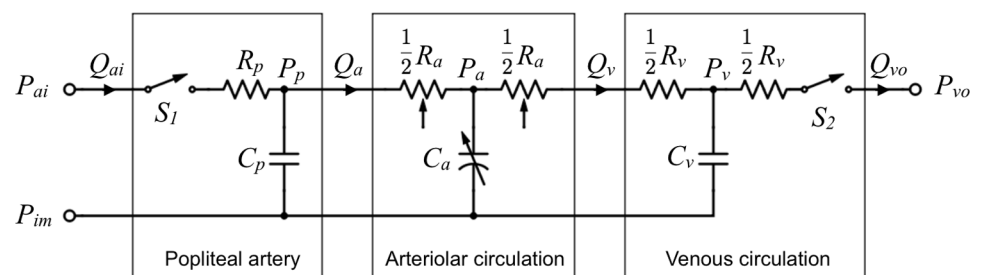 P_ai Q_ai S_1 R_p P_p Q_a 1/2 R_a P_a 1/2 R_a Q_v 1/2 R_v P_v 1/2 R_v S_2 Q_vo P_vo
C_p C_a C_v
P_im
Popliteal artery Arteriolar circulation Venous circulation